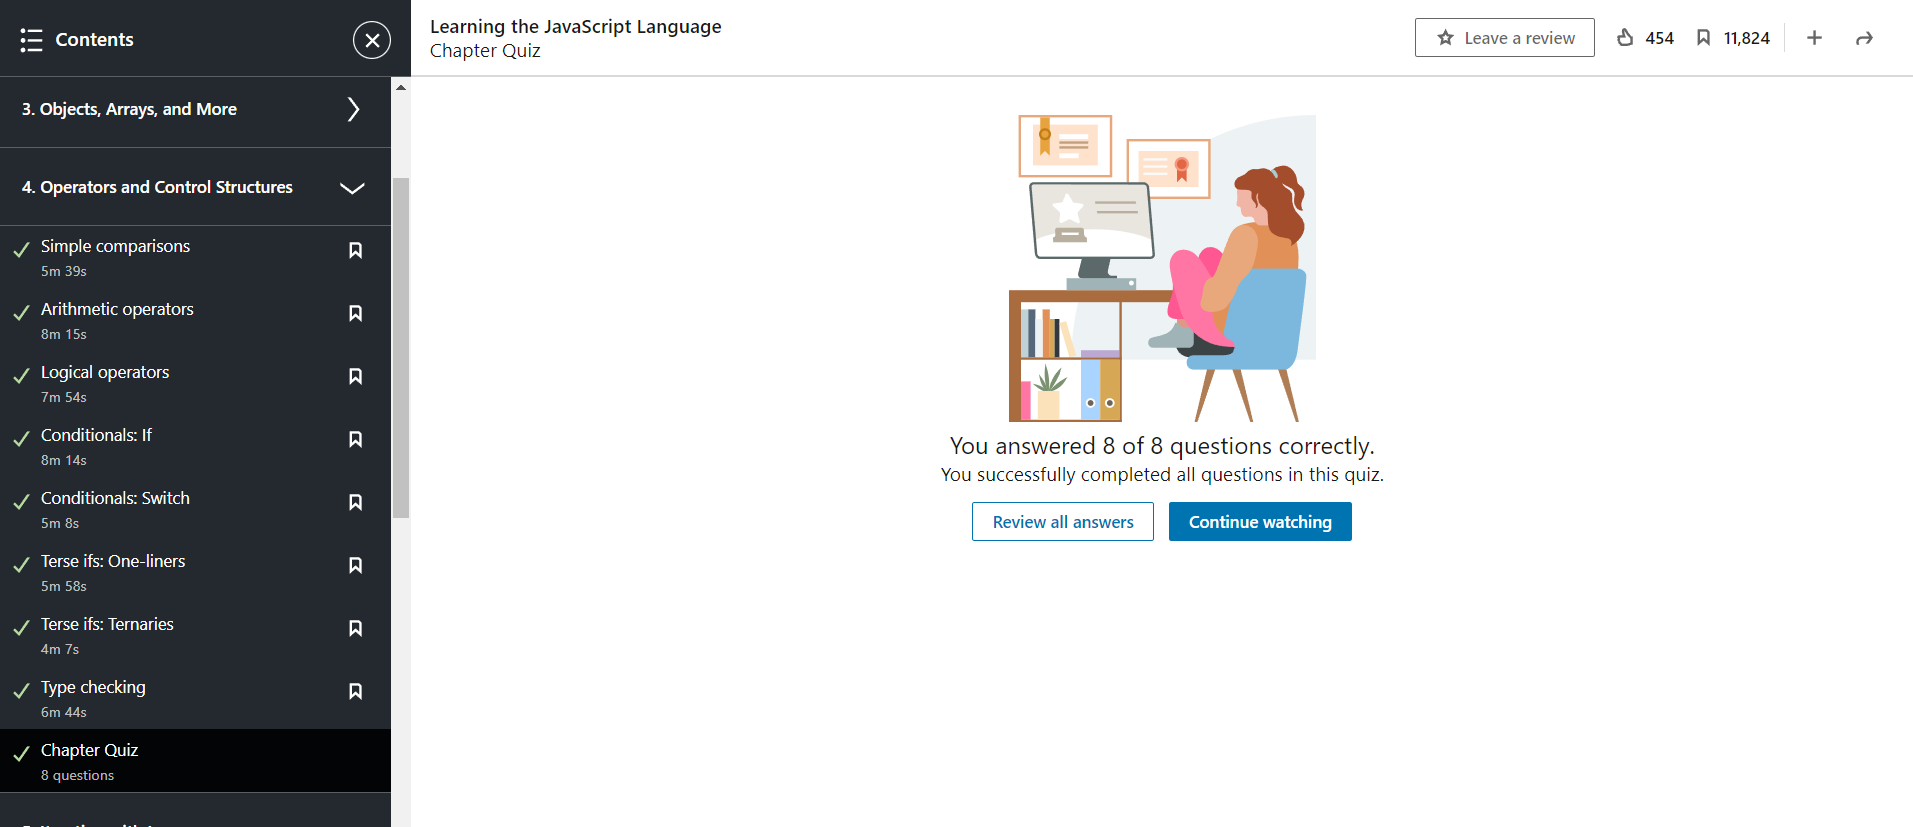 Contents
3. Objects, Arrays, and More
4. Operators and Control Structures
Simple comparisons
5m 39s
Arithmetic operators
8m 15s
Logical operators
7m 54s
Conditionals: If
8m 14s
Conditionals: Switch
5m 8s
Terse ifs: One-liners
5m 58s
Terse ifs: Ternaries
4m 7s
Type checking
6m 44s
Chapter Quiz
8 questions
Learning the JavaScript Language
Chapter Quiz
Leave a review
454
11,824
You answered 8 of 8 questions correctly.
You successfully completed all questions in this quiz.
Review all answers
Continue watching